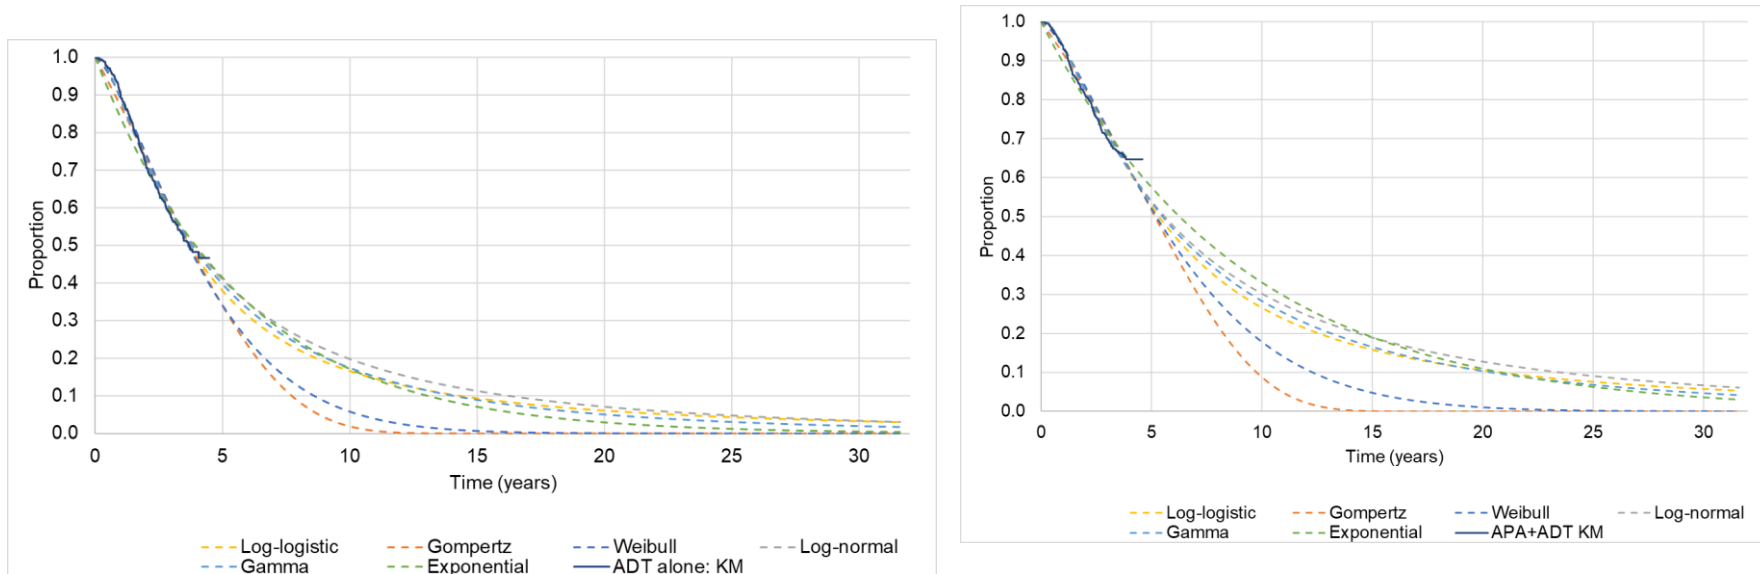 1.0
0.9
0.8
0.7
0.6
0.5
0.4
0.3
0.2
0.1
0.0
Proportion
0 5 10 15 20 25 30
Time (years)
Log-logistic Gompertz Weibull Log-normal
Gamma Exponential ADT alone: KM
1.0
0.9
0.8
0.7
0.6
0.5
0.4
0.3
0.2
0.1
0.0
Proportion
0 5 10 15 20 25 30
Time (years)
Log-logistic Gompertz Weibull Log-normal
Gamma Exponential APA+ADT KM